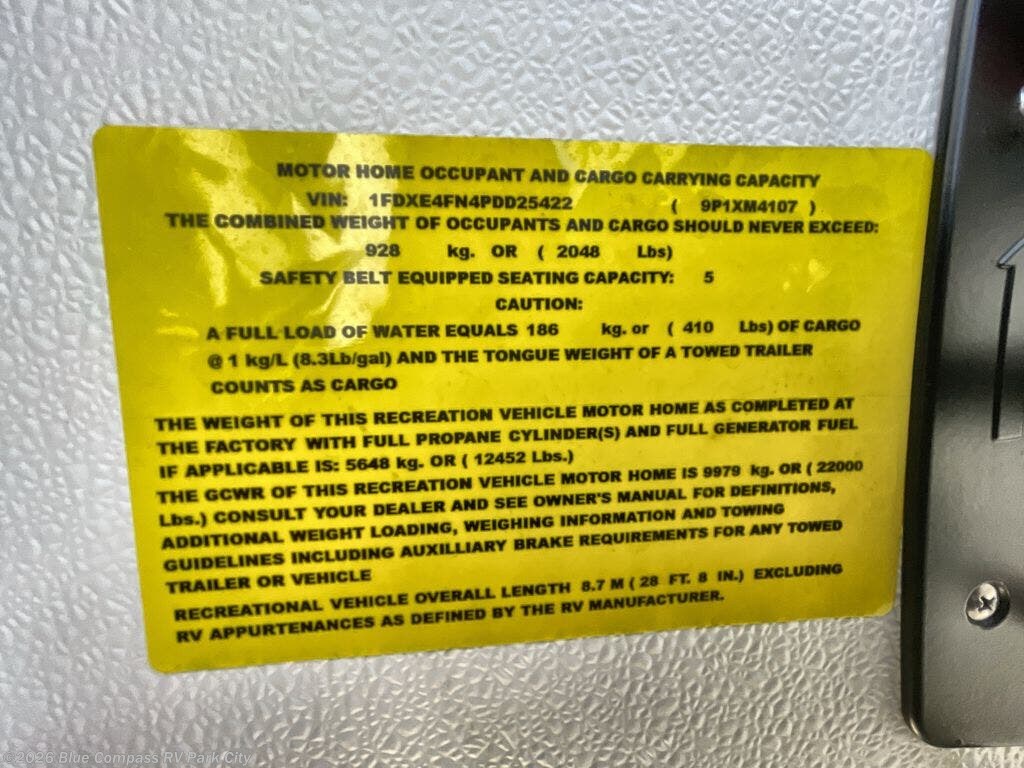 MOTOR HOME OCCUPANT AND CARGO CARRYING CAPACITY
VIN: 1FDXE4FN4PDD25422 ( 9P1XM4107 )
THE COMBINED WEIGHT OF OCCUPANTS AND CARGO SHOULD NEVER EXCEED:
928 kg. OR ( 2048 Lbs)
SAFETY BELT EQUIPPED SEATING CAPACITY: 5
CAUTION:
A FULL LOAD OF WATER EQUALS 186 kg. or ( 410 Lbs) OF CARGO
@ 1 kg/L (8.3Lb/gal) AND THE TONGUE WEIGHT OF A TOWED TRAILER
COUNTS AS CARGO
THE WEIGHT OF THIS RECREATION VEHICLE MOTOR HOME AS COMPLETED AT
THE FACTORY WITH FULL PROPANE CYLINDER(S) AND FULL GENERATOR FUEL
IF APPLICABLE IS: 5648 kg. OR ( 12452 Lbs.)
THE GCWR OF THIS RECREATION VEHICLE MOTOR HOME IS 9979 kg. OR ( 22000
Lbs.) CONSULT YOUR DEALER AND SEE OWNER'S MANUAL FOR DEFINITIONS,
ADDITIONAL WEIGHT LOADING, WEIGHING INFORMATION AND TOWING
GUIDELINES INCLUDING AUXILLIARY BRAKE REQUIREMENTS FOR ANY TOWED
TRAILER OR VEHICLE
RECREATIONAL VEHICLE OVERALL LENGTH 8.7 M ( 28 FT. 8 IN.) EXCLUDING
RV APPURTENANCES AS DEFINED BY THE RV MANUFACTURER.
©2026 Blue Compass RV Park City